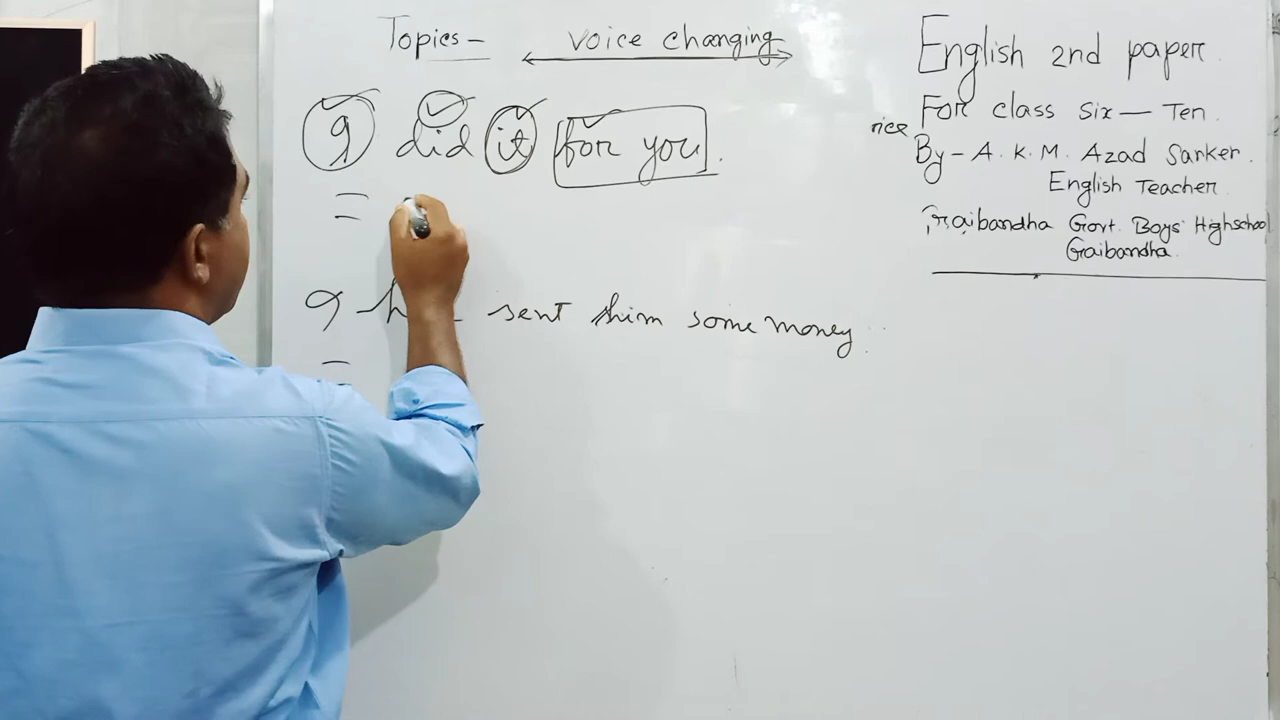 Topics - voice changing
I did it for you.
=
I sent him some money.
=
English 2nd paper.
For class Six — Ten.
By - A. K. M. Azad Sarker.
English Teacher
Gaibandha Govt. Boys' Highschool
Gaibandha.